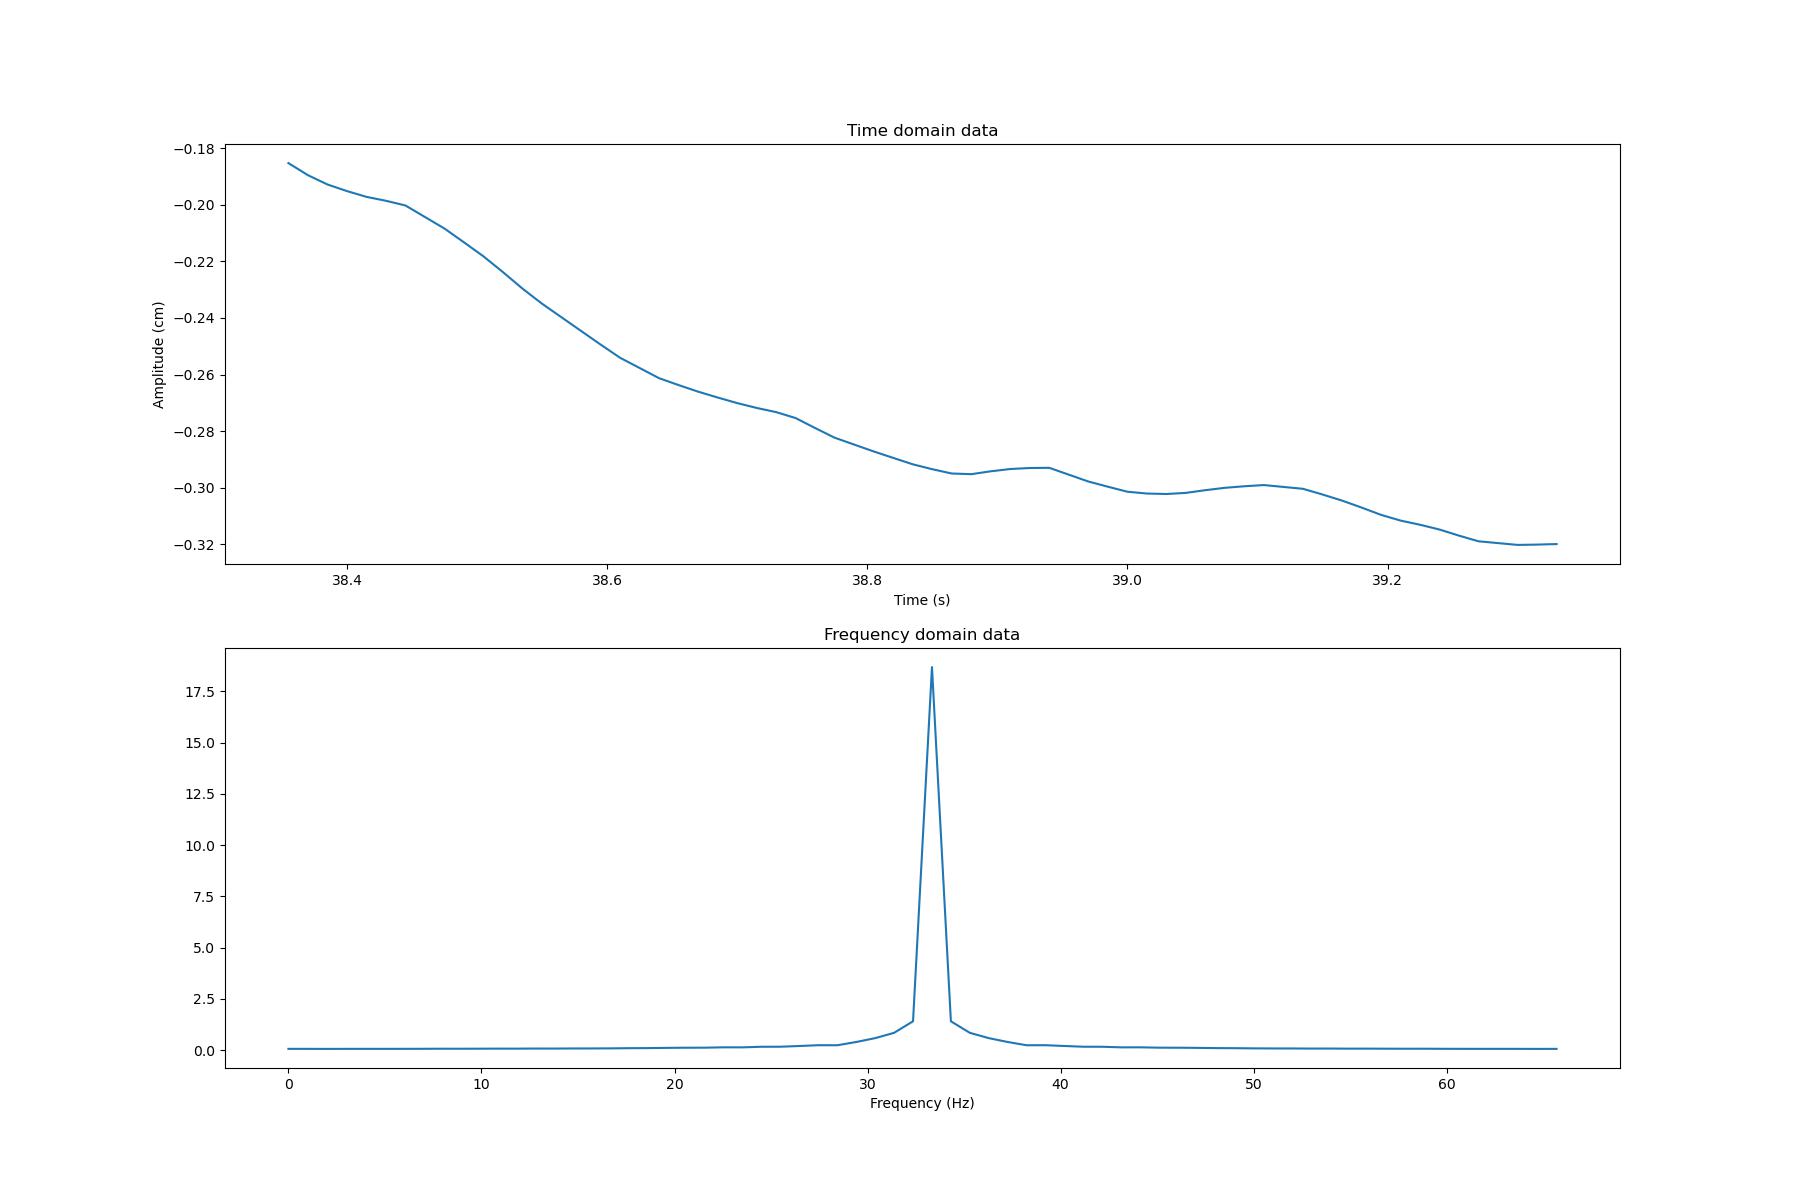 Time domain data
−0.18
−0.20
−0.22
−0.24
−0.26
−0.28
−0.30
−0.32
Amplitude (cm)
38.4 38.6 38.8 39.0 39.2
Time (s)
Frequency domain data
17.5
15.0
12.5
10.0
7.5
5.0
2.5
0.0
0 10 20 30 40 50 60
Frequency (Hz)